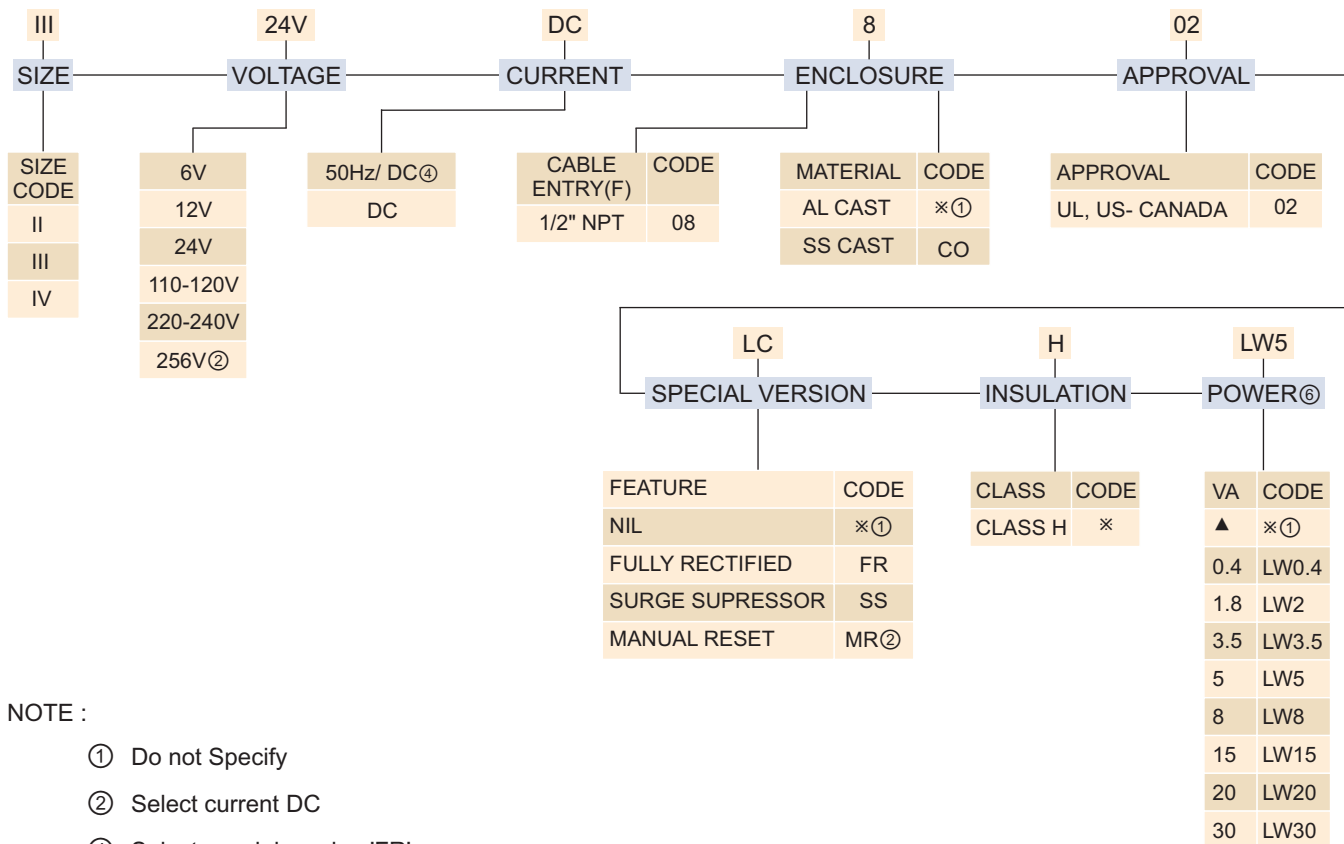 III 24V DC 8 02
SIZE VOLTAGE CURRENT ENCLOSURE APPROVAL
SIZE CODE
II
III
IV
6V
12V
24V
110-120V
220-240V
256V②
50Hz/ DC④
DC
CABLE ENTRY(F) CODE
1/2" NPT 08
MATERIAL CODE
AL CAST ※①
SS CAST CO
APPROVAL CODE
UL, US- CANADA 02
LC H LW5
SPECIAL VERSION INSULATION POWER⑥
FEATURE CODE
NIL ※①
FULLY RECTIFIED FR
SURGE SUPRESSOR SS
MANUAL RESET MR②
CLASS CODE
CLASS H ※
VA CODE
▲ ※①
0.4 LW0.4
1.8 LW2
3.5 LW3.5
5 LW5
8 LW8
15 LW15
20 LW20
30 LW30
NOTE :
① Do not Specify
② Select current DC